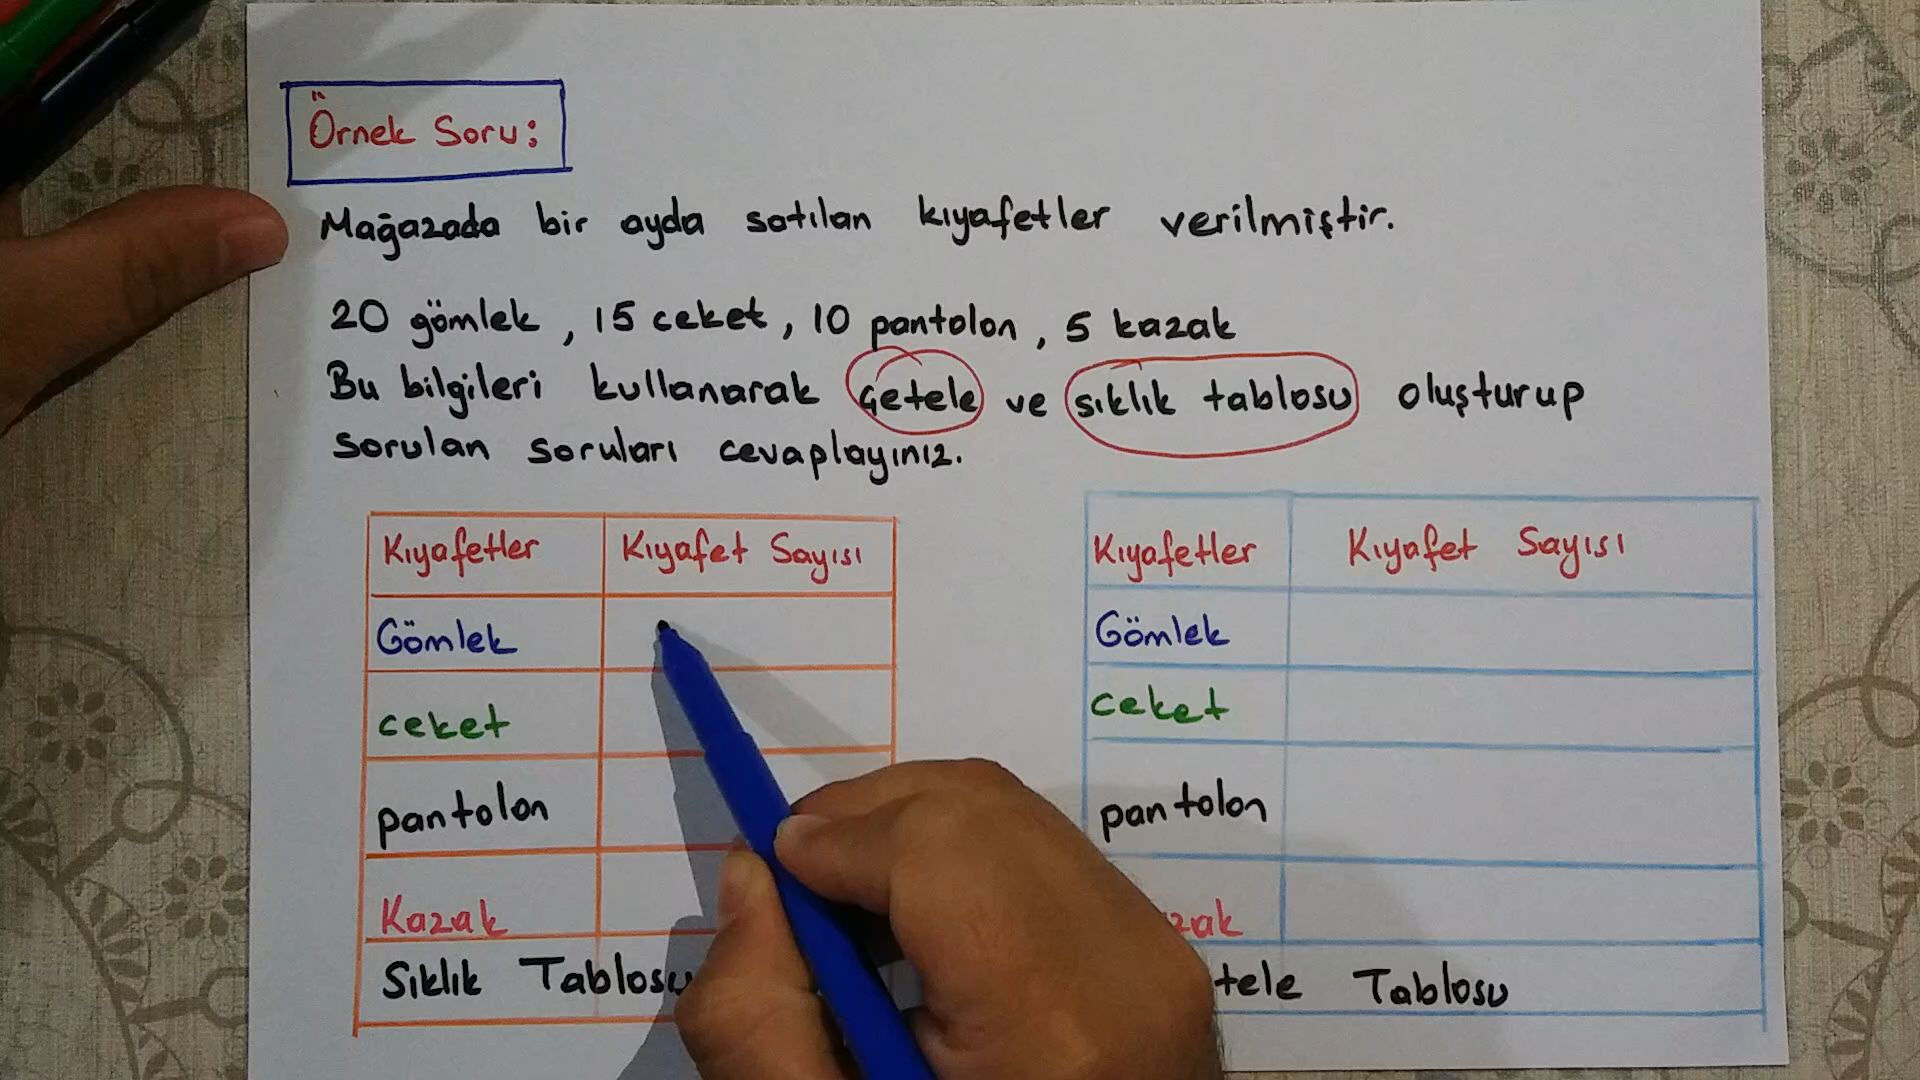 Örnek Soru:
Mağazada bir ayda satılan kıyafetler verilmiştir.
20 gömlek, 15 ceket, 10 pantolon, 5 kazak
Bu bilgileri kullanarak çetele ve sıklık tablosu oluşturup
sorulan soruları cevaplayınız.
Kıyafetler Kıyafet Sayısı
Gömlek
ceket
pantolon
Kazak
Sıklık Tablosu
Kıyafetler Kıyafet Sayısı
Gömlek
ceket
pantolon
zak
tele Tablosu